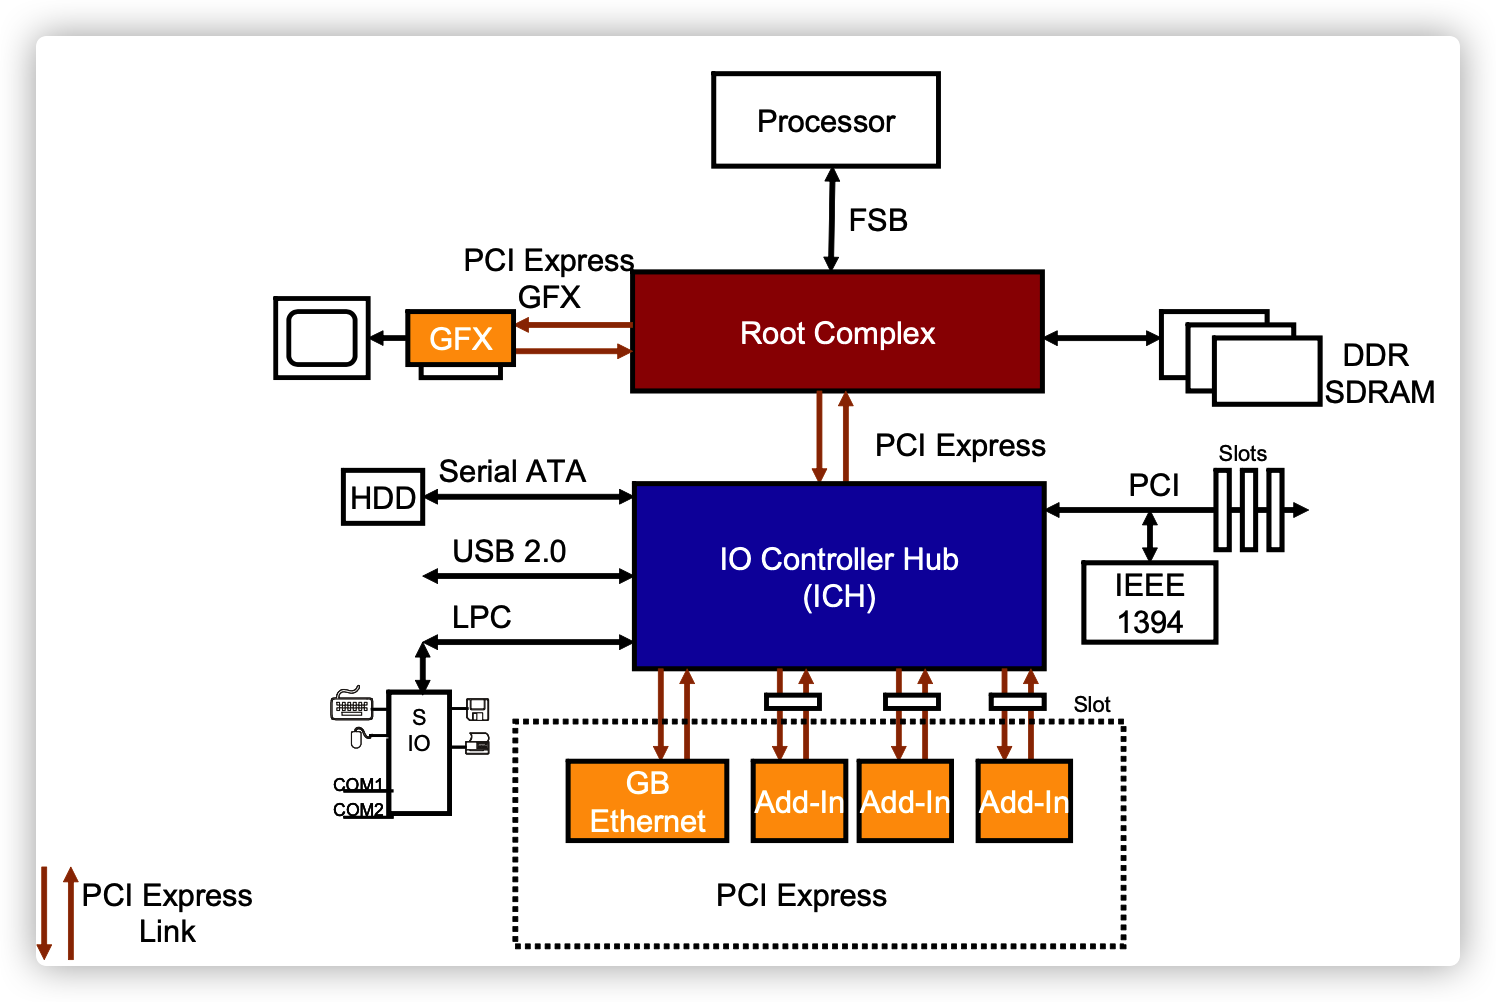 Processor
FSB
PCI Express
GFX
GFX
Root Complex
DDR
SDRAM
PCI Express
Slots
Serial ATA
HDD
PCI
USB 2.0
IO Controller Hub
(ICH)
IEEE
1394
LPC
S
IO
Slot
COM1
COM2
GB
Ethernet
Add-In
Add-In
Add-In
PCI Express
PCI Express
Link